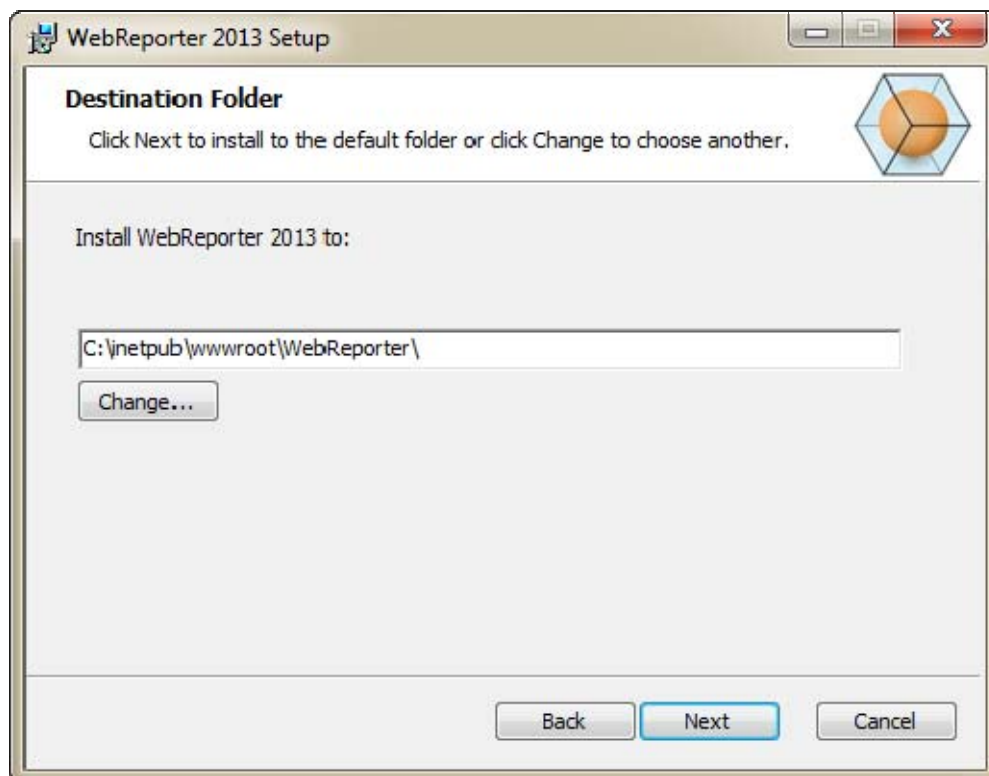 WebReporter 2013 Setup
Destination Folder
Click Next to install to the default folder or click Change to choose another.
Install WebReporter 2013 to:
C:\inetpub\wwwroot\WebReporter\
Change...
Back Next Cancel